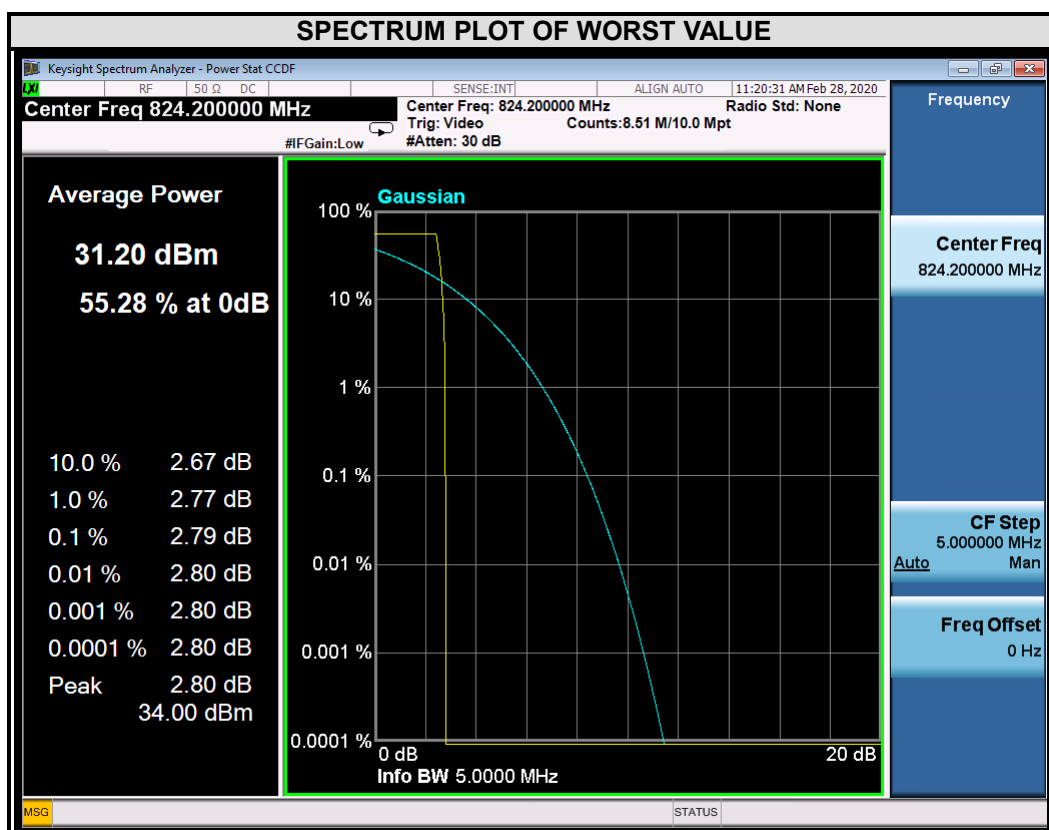 SPECTRUM PLOT OF WORST VALUE
Keysight Spectrum Analyzer - Power Stat CCDF
LXI RF 50 Ω DC SENSE:INT ALIGN AUTO 11:20:31 AM Feb 28, 2020
Center Freq 824.200000 MHz
Center Freq: 824.200000 MHz Radio Std: None
Trig: Video Counts:8.51 M/10.0 Mpt
#IFGain:Low #Atten: 30 dB
Average Power
31.20 dBm
55.28 % at 0dB
10.0 % 2.67 dB
1.0 % 2.77 dB
0.1 % 2.79 dB
0.01 % 2.80 dB
0.001 % 2.80 dB
0.0001 % 2.80 dB
Peak 2.80 dB
34.00 dBm
Gaussian
100 %
10 %
1 %
0.1 %
0.01 %
0.001 %
0.0001 %
0 dB 20 dB
Info BW 5.0000 MHz
Frequency
Center Freq
824.200000 MHz
CF Step
5.000000 MHz
Auto Man
Freq Offset
0 Hz
MSG STATUS